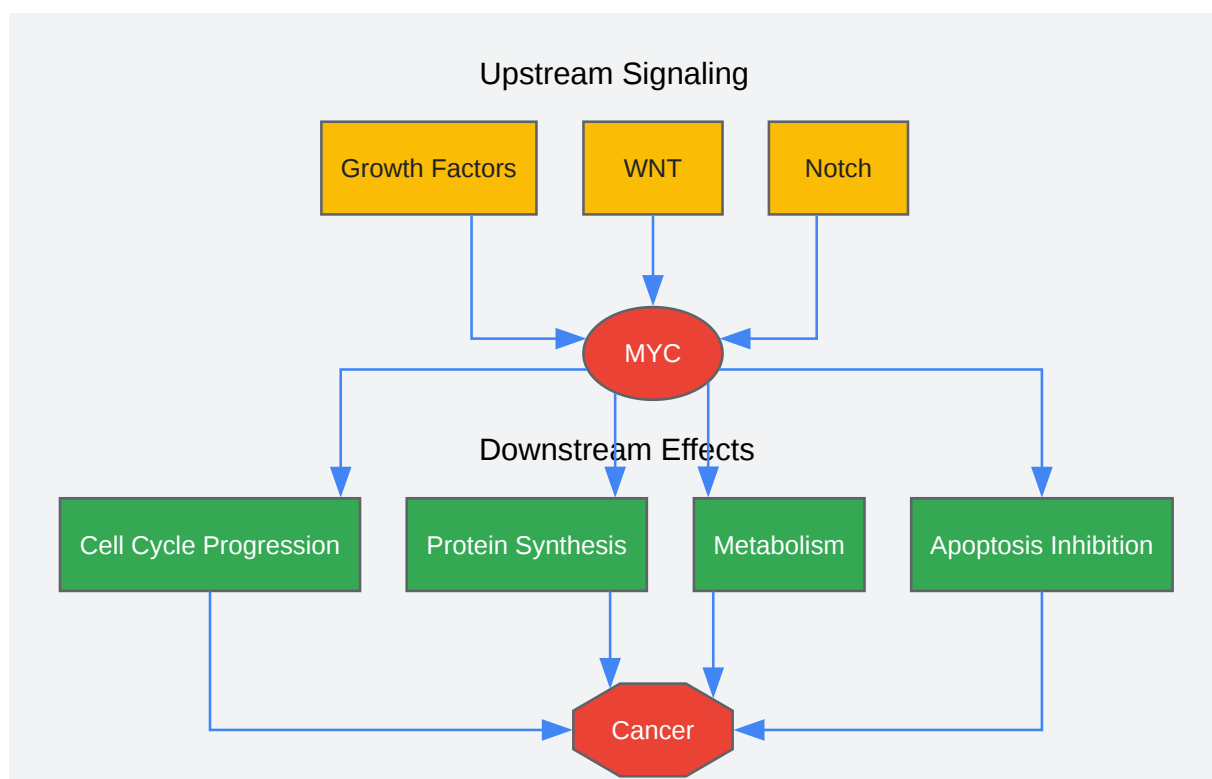 Upstream Signaling
Growth Factors
WNT
Notch
MYC
Downstream Effects
Cell Cycle Progression
Protein Synthesis
Metabolism
Apoptosis Inhibition
Cancer